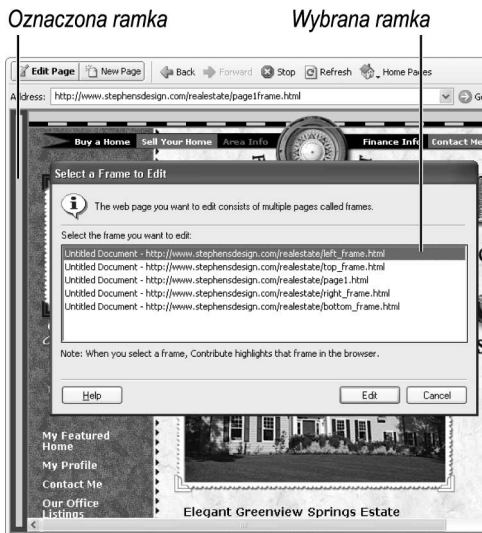 Oznaczona ramka
Wybrana ramka
Edit Page New Page Back Forward Stop Refresh Home Pages
Address: http://www.stephensdesign.com/realestate/page1frame.html
Buy a Home Sell Your Home Area Info Finance Info Contact Me
Select a Frame to Edit
The web page you want to edit consists of multiple pages called frames.
Select the frame you want to edit:
Untitled Document - http://www.stephensdesign.com/realestate/left_frame.html
Untitled Document - http://www.stephensdesign.com/realestate/top_frame.html
Untitled Document - http://www.stephensdesign.com/realestate/page1.html
Untitled Document - http://www.stephensdesign.com/realestate/right_frame.html
Untitled Document - http://www.stephensdesign.com/realestate/bottom_frame.html
Note: When you select a frame, Contribute highlights that frame in the browser.
Help Edit Cancel
My Featured
Home
My Profile
Contact Me
Our Office
Listings
Elegant Greenview Springs Estate